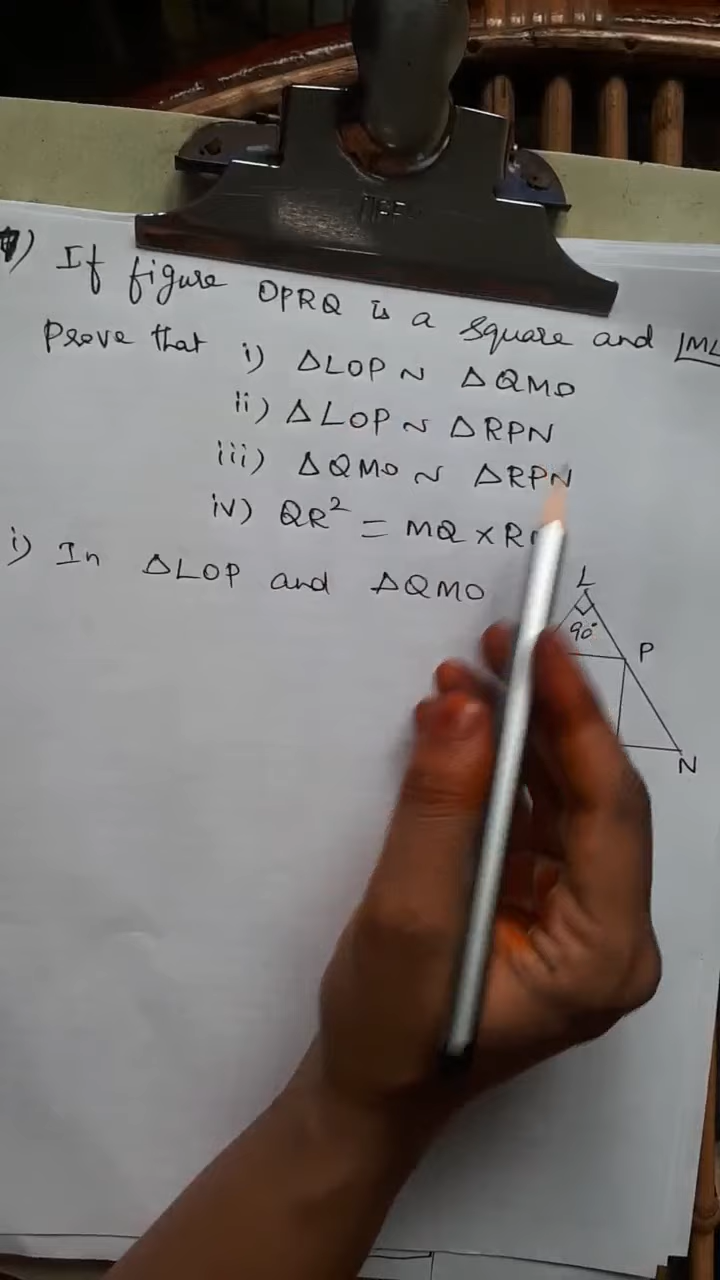 If figure OPRQ is a square and ∟ML
Prove that i) ΔLOP ~ ΔQMO
ii) ΔLOP ~ ΔRPN
iii) ΔQMO ~ ΔRPN
iv) QR² = MQ × R
i) In ΔLOP and ΔQMO
L
90°
P
N